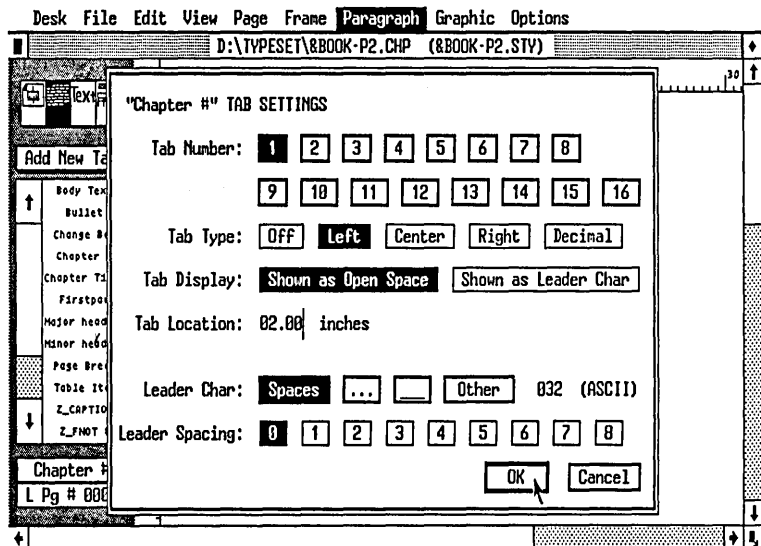 Desk File Edit View Page Frame Paragraph Graphic Options
D:\TYPESET\&BOOK-P2.CHP (&BOOK-P2.STY)
Text
30
"Chapter #" TAB SETTINGS
Tab Number: 1 2 3 4 5 6 7 8
9 10 11 12 13 14 15 16
Tab Type: Off Left Center Right Decimal
Tab Display: Shown as Open Space Shown as Leader Char
Tab Location: 02.00 inches
Leader Char: Spaces ... __ Other 032 (ASCII)
Leader Spacing: 0 1 2 3 4 5 6 7 8
OK Cancel
Add New Ta
Body Tex
Bullet
Change B
Chapter
Chapter Ti
Firstpa
Major head
Minor head
Page Bre
Table Ite
Z_CAPTIO
Z_FNOT
Chapter #
L Pg # 000